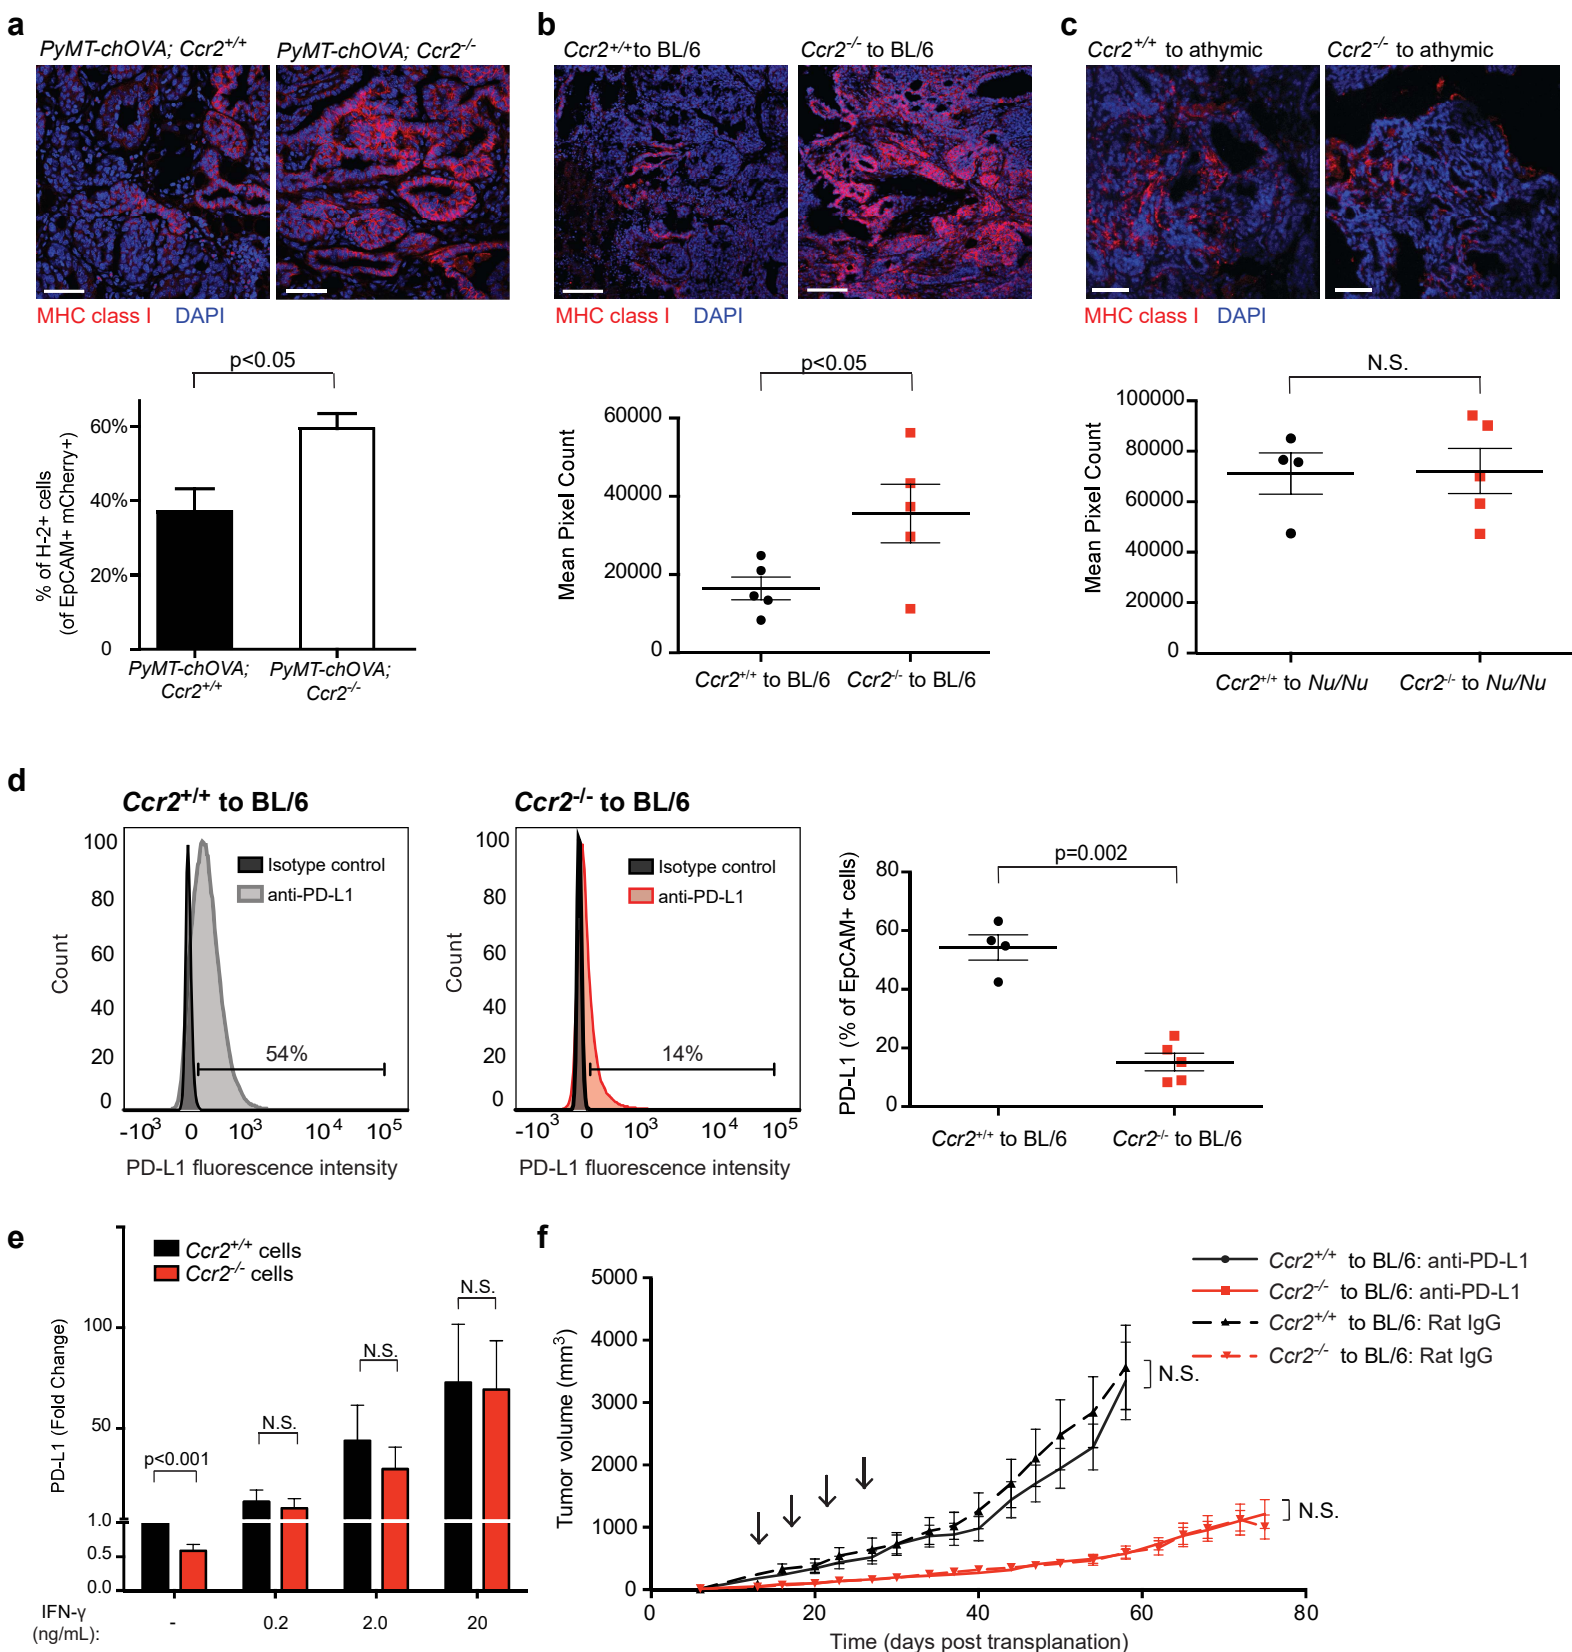 a
PyMT-chOVA; Ccr2+/+ PyMT-chOVA; Ccr2-/-
MHC class I DAPI
p<0.05
% of H-2+ cells
(of EpCAM+ mCherry+)
60%
40%
20%
0
PyMT-chOVA;
Ccr2+/+
PyMT-chOVA;
Ccr2-/-
b
Ccr2+/+to BL/6 Ccr2-/- to BL/6
MHC class I DAPI
p<0.05
Mean Pixel Count
60000
40000
20000
0
Ccr2+/+ to BL/6 Ccr2-/- to BL/6
c
Ccr2+/+ to athymic Ccr2-/- to athymic
MHC class I DAPI
N.S.
Mean Pixel Count
100000
80000
60000
40000
20000
0
Ccr2+/+ to Nu/Nu Ccr2-/- to Nu/Nu
d
Ccr2+/+ to BL/6
Count
100
80
60
40
20
0
Isotype control
anti-PD-L1
54%
-10³ 0 10³ 10⁴ 10⁵
PD-L1 fluorescence intensity
Ccr2-/- to BL/6
Count
100
80
60
40
20
0
Isotype control
anti-PD-L1
14%
-10³ 0 10³ 10⁴ 10⁵
PD-L1 fluorescence intensity
p=0.002
PD-L1 (% of EpCAM+ cells)
80
60
40
20
0
Ccr2+/+ to BL/6 Ccr2-/- to BL/6
e
Ccr2+/+ cells
Ccr2-/- cells
PD-L1 (Fold Change)
100
50
1.0
0.5
0.0
p<0.001
N.S.
N.S.
N.S.
IFN-γ
(ng/mL):
- 0.2 2.0 20
f
Ccr2+/+ to BL/6: anti-PD-L1
Ccr2-/- to BL/6: anti-PD-L1
Ccr2+/+ to BL/6: Rat IgG
Ccr2-/- to BL/6: Rat IgG
Tumor volume (mm³)
5000
4000
3000
2000
1000
0
N.S.
N.S.
0 20 40 60 80
Time (days post transplanation)